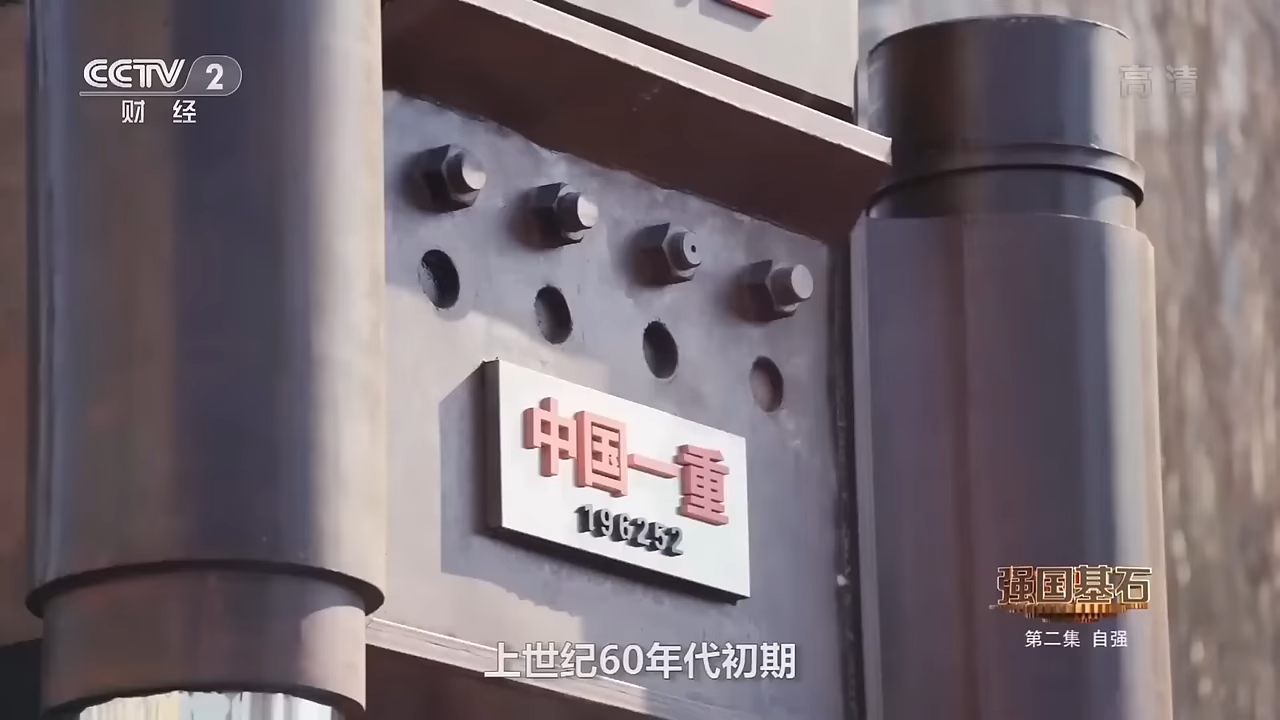 CCTV 2
财 经
高清
中国一重
196252
强国基石
第二集 自强
上世纪60年代初期